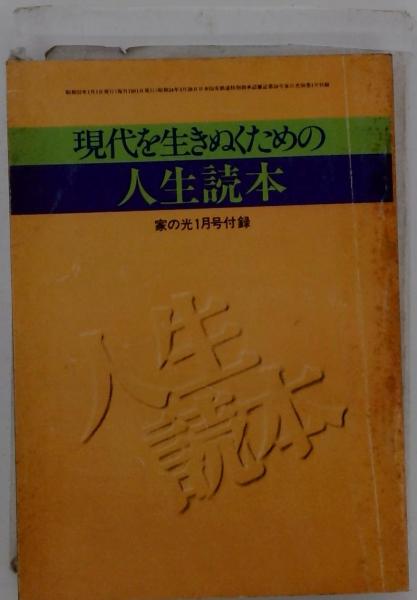 現代を生きぬくための
人生読本
家の光1月号付録
人生
読本